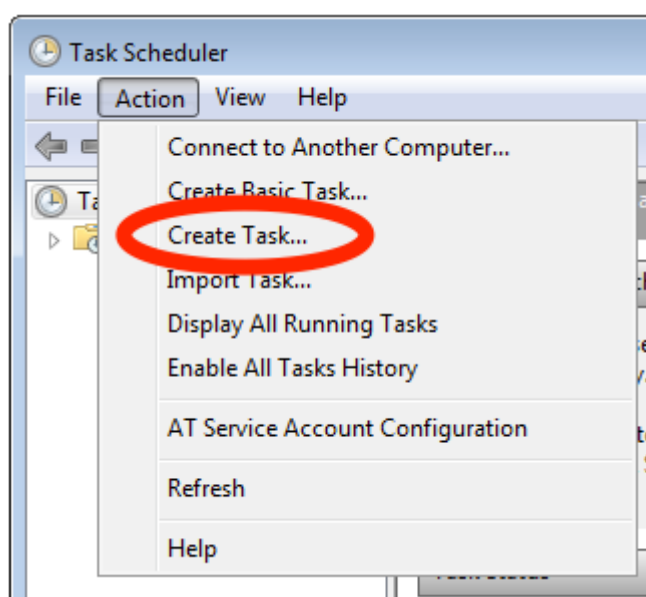 Task Scheduler
File Action View Help
Connect to Another Computer...
Create Basic Task...
Create Task...
Import Task...
Display All Running Tasks
Enable All Tasks History
AT Service Account Configuration
Refresh
Help